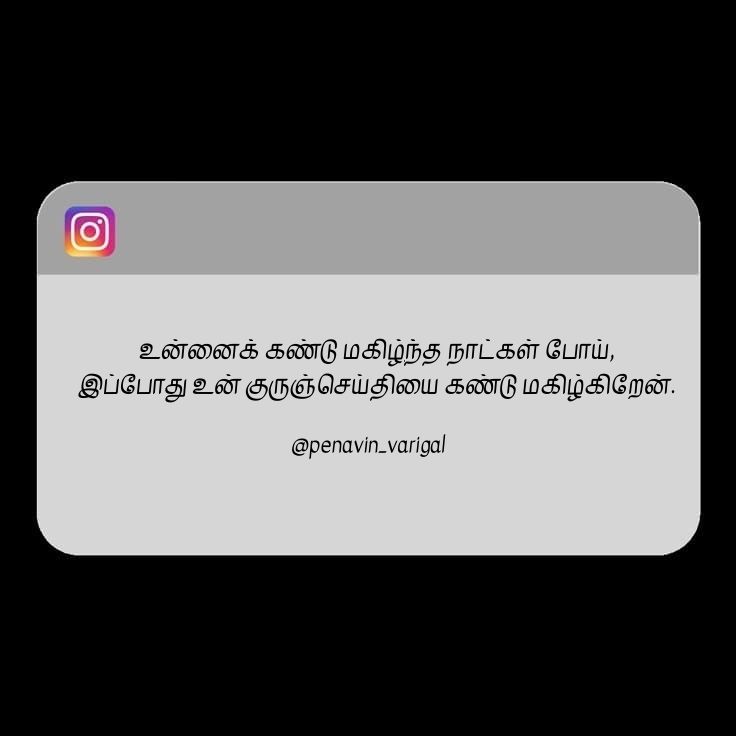 உன்னைக் கண்டு மகிழ்ந்த நாட்கள் போய்,
இப்போது உன் குருஞ்செய்தியை கண்டு மகிழ்கிறேன்.
@penavin_varigal